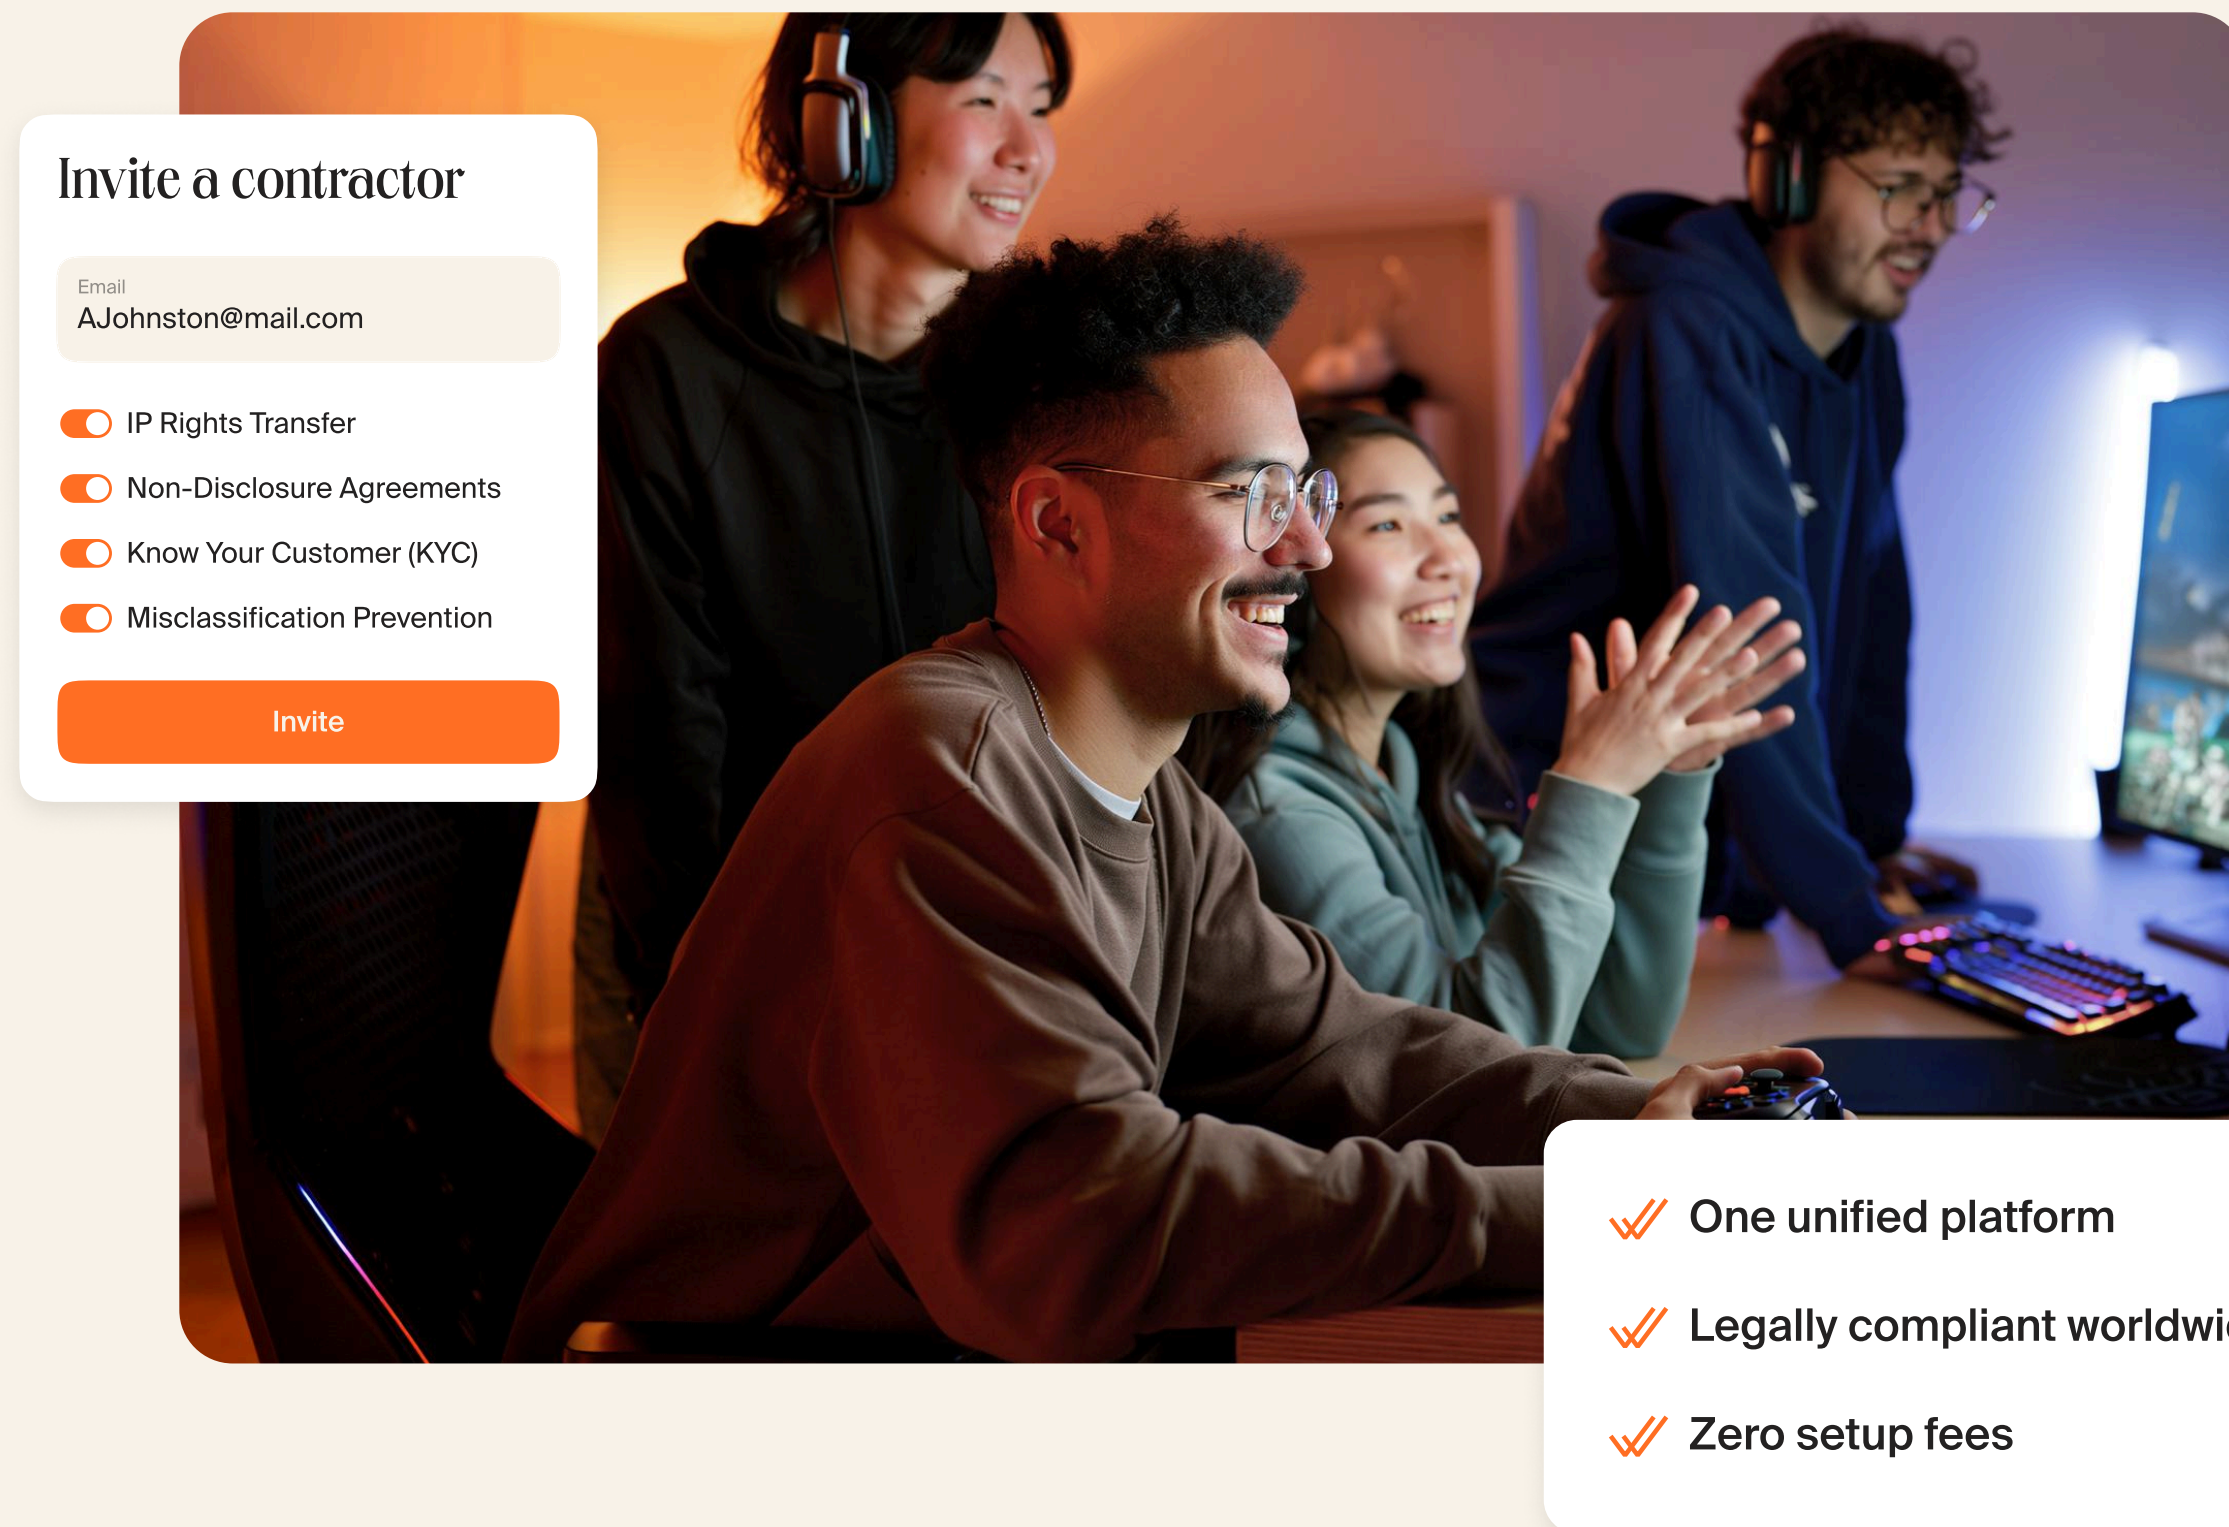 Invite a contractor
Email
AJohnston@mail.com
IP Rights Transfer
Non-Disclosure Agreements
Know Your Customer (KYC)
Misclassification Prevention
Invite
One unified platform
Legally compliant
Zero setup fees